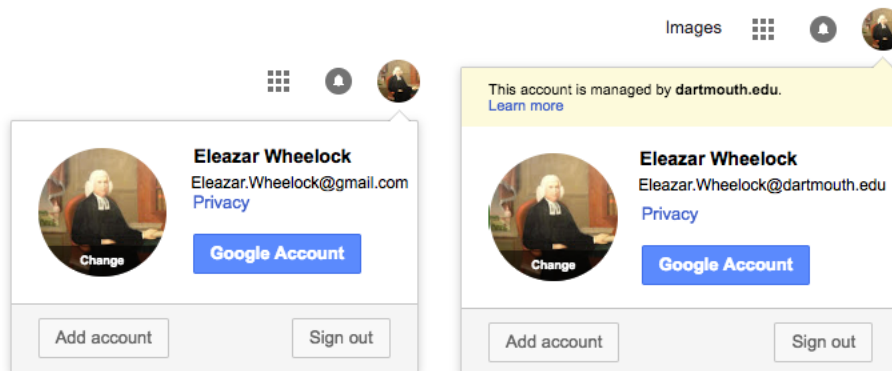 Eleazar Wheelock
Eleazar.Wheelock@gmail.com
Privacy
Change
Google Account
Add account
Sign out
Images
This account is managed by dartmouth.edu.
Learn more
Eleazar Wheelock
Eleazar.Wheelock@dartmouth.edu
Privacy
Change
Google Account
Add account
Sign out